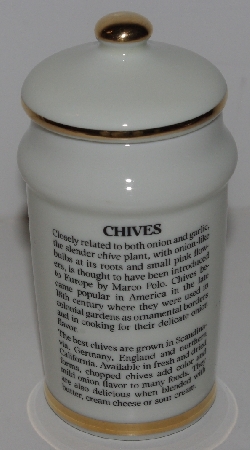 CHIVES
Closely related to both onion and garlic,
the slender chive plant, with onion-like
bulbs at its roots and small pink flow-
ers, is thought to have been introduced
to Europe by Marco Polo. Chives be-
came popular in America in the late
18th century where they were used in
colonial gardens as ornamental borders
and in cooking for their delicate onion
flavor.
The best chives are grown in Scandina-
via, Germany, England and northern
California. Available in fresh and dried
forms, chopped chives add color and
mild onion flavor to many foods. They
are also delicious when blended with
butter, cream cheese or sour cream.